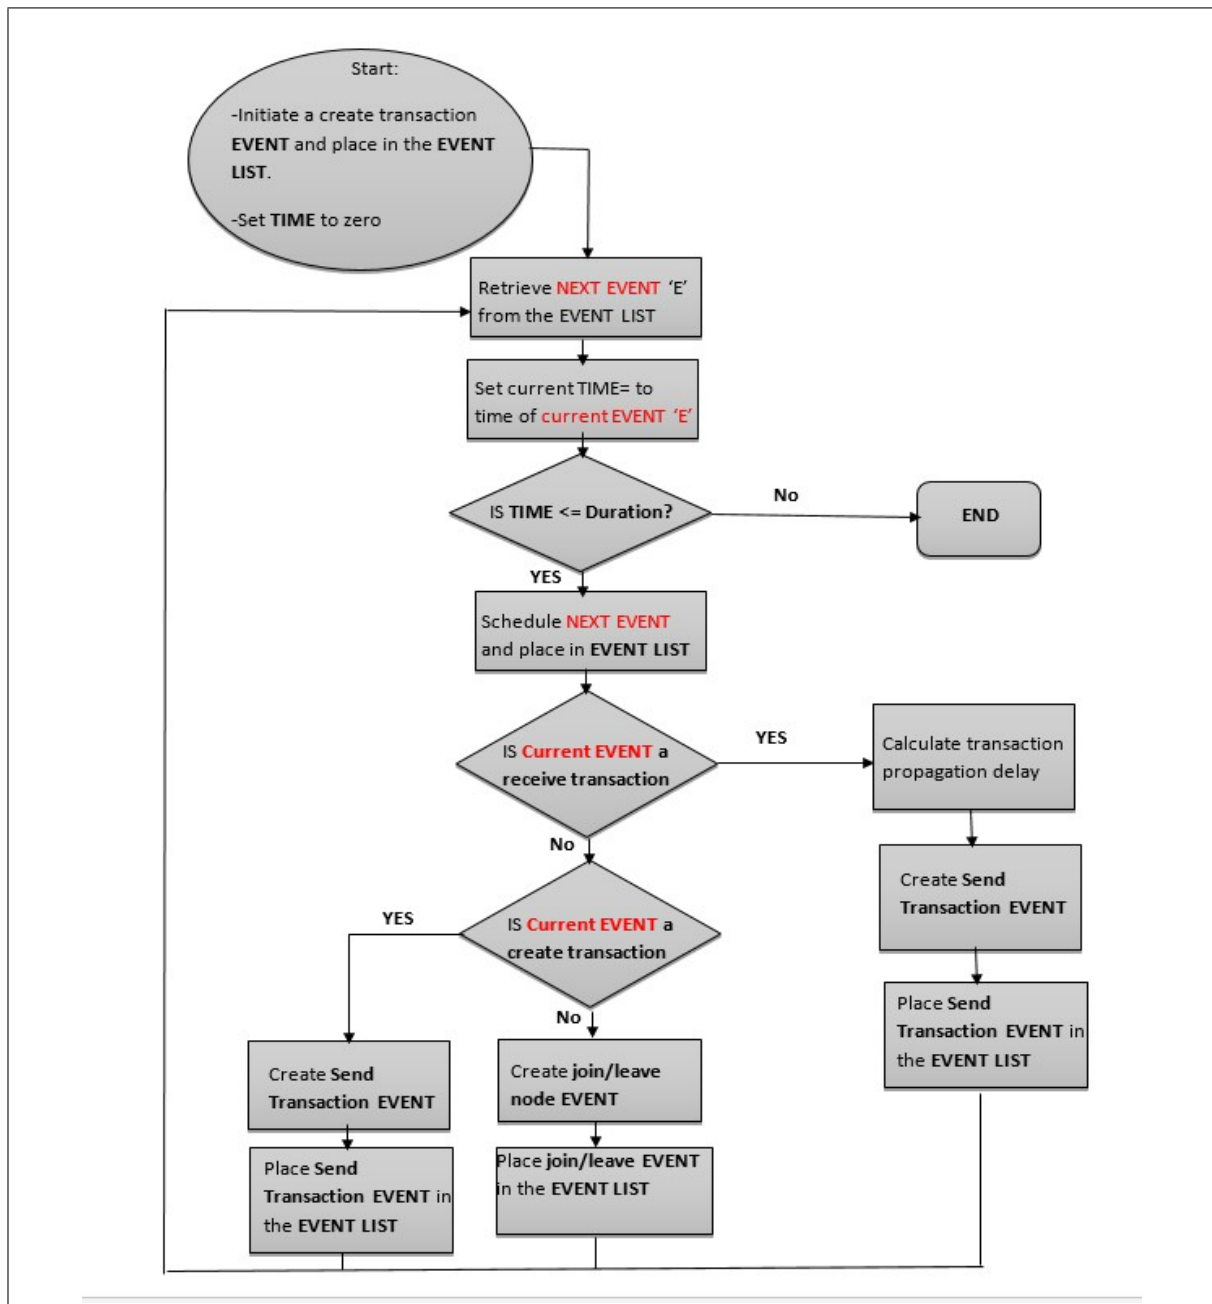 Start:
-Initiate a create transaction
EVENT and place in the EVENT
LIST.
-Set TIME to zero
Retrieve NEXT EVENT ‘E’
from the EVENT LIST
Set current TIME= to
time of current EVENT ‘E’
IS TIME <= Duration?
No
END
YES
Schedule NEXT EVENT
and place in EVENT LIST
IS Current EVENT a
receive transaction
YES
Calculate transaction
propagation delay
No
Create Send
Transaction EVENT
IS Current EVENT a
create transaction
YES
Place Send
Transaction EVENT in
the EVENT LIST
No
Create Send
Transaction EVENT
Create join/leave
node EVENT
Place Send
Transaction EVENT in
the EVENT LIST
Place join/leave EVENT
in the EVENT LIST